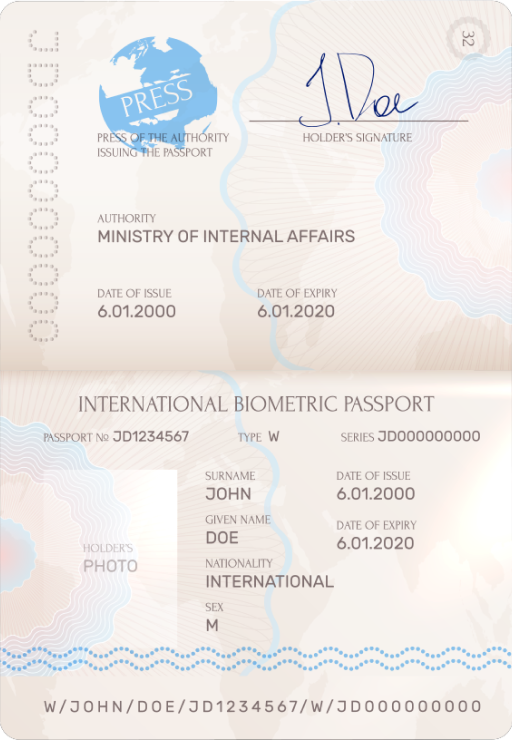 32
PRESS
J.Doe
PRESS OF THE AUTHORITY
ISSUING THE PASSPORT
HOLDER'S SIGNATURE
AUTHORITY
MINISTRY OF INTERNAL AFFAIRS
DATE OF ISSUE DATE OF EXPIRY
6.01.2000 6.01.2020
INTERNATIONAL BIOMETRIC PASSPORT
PASSPORT № JD1234567 TYPE W SERIES JD000000000
SURNAME DATE OF ISSUE
JOHN 6.01.2000
GIVEN NAME DATE OF EXPIRY
DOE 6.01.2020
HOLDER'S
PHOTO
NATIONALITY
INTERNATIONAL
SEX
M
W/JOHN/DOE/JD1234567/W/JD000000000